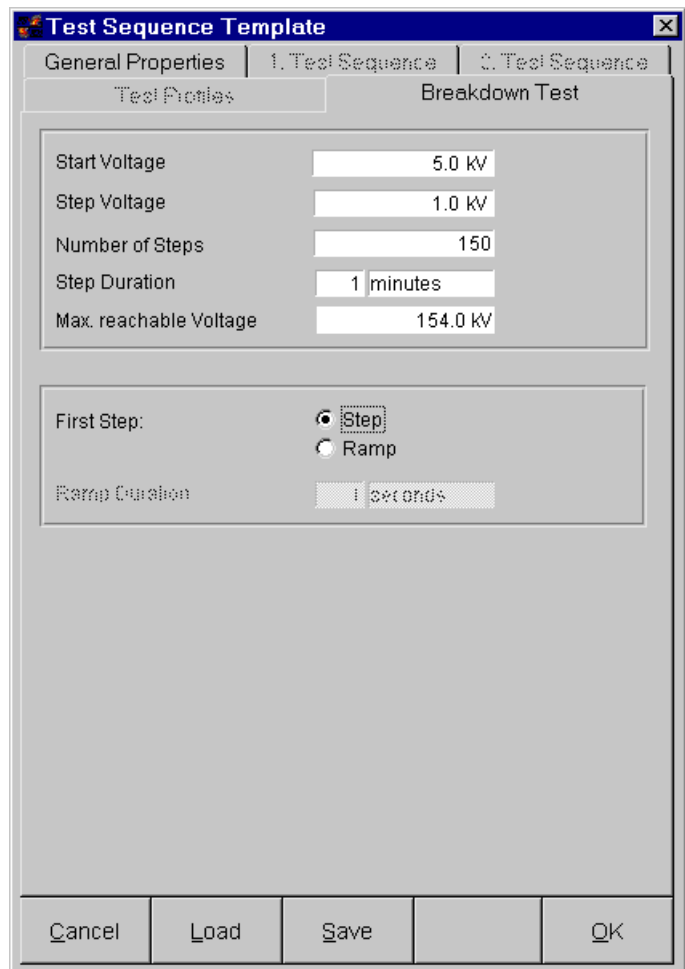 Test Sequence Template
General Properties
1. Test Sequence
2. Test Sequence
Test Profiles
Breakdown Test
Start Voltage 5.0 kV
Step Voltage 1.0 kV
Number of Steps 150
Step Duration 1 minutes
Max. reachable Voltage 154.0 kV
First Step: Step
Ramp
Ramp Duration 1 seconds
Cancel Load Save OK